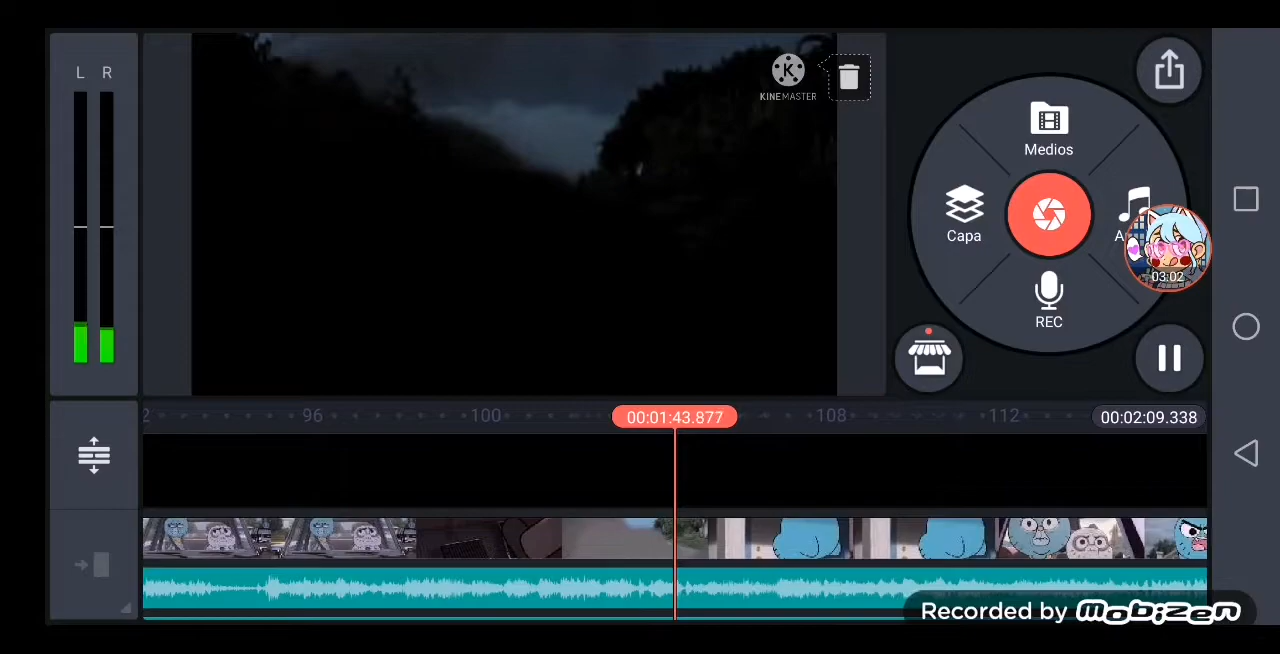 L R
K
KINEMASTER
Medios
Capa
A
03:02
REC
2 96 100 00:01:43.877 108 112 00:02:09.338
Recorded by mobizen